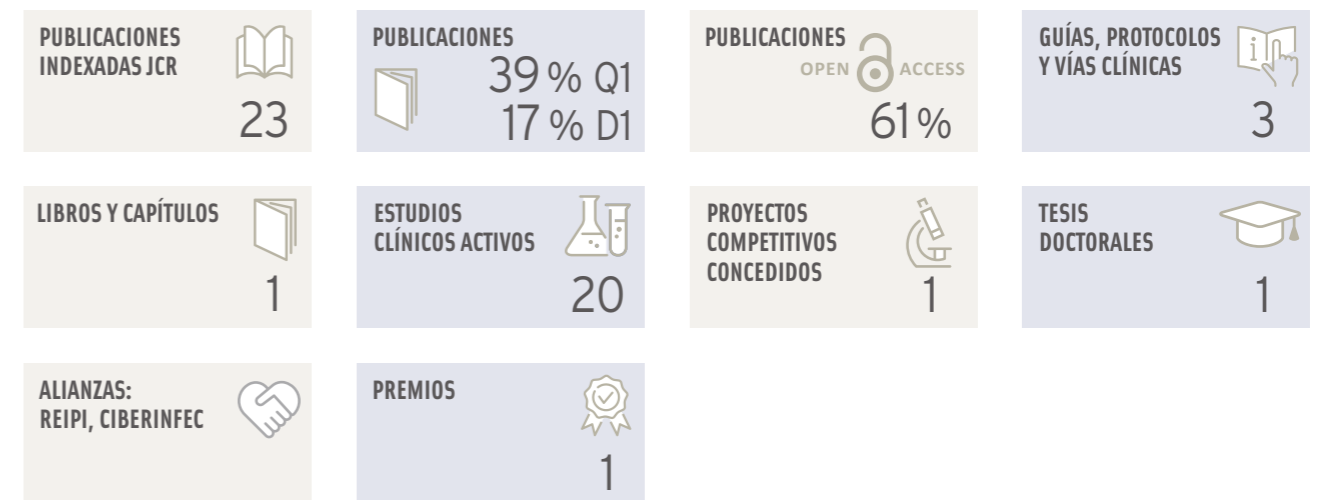 PUBLICACIONES
INDEXADAS JCR
23
PUBLICACIONES
39 % Q1
17 % D1
PUBLICACIONES
OPEN ACCESS
61 %
GUÍAS, PROTOCOLOS
Y VÍAS CLÍNICAS
i
3
LIBROS Y CAPÍTULOS
1
ESTUDIOS
CLÍNICOS ACTIVOS
20
PROYECTOS
COMPETITIVOS
CONCEDIDOS
1
TESIS
DOCTORALES
1
ALIANZAS:
REIPI, CIBERINFEC
PREMIOS
1